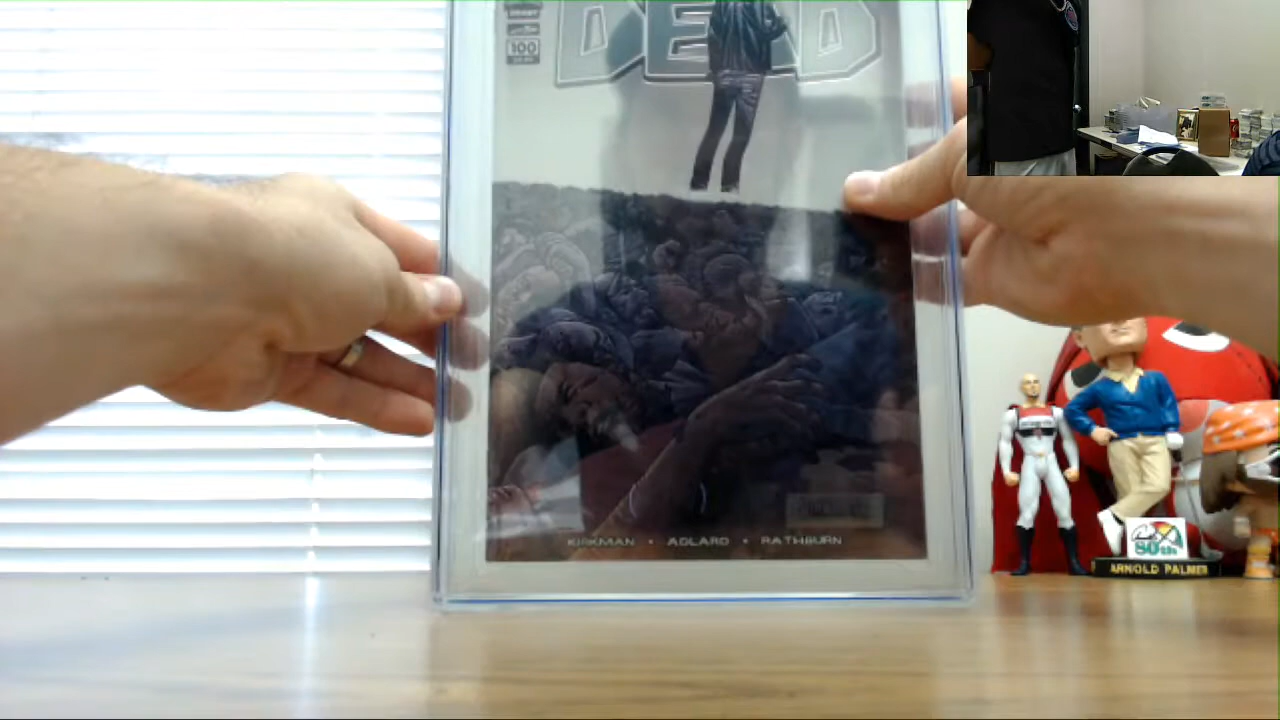 DEAD
100
KIRKMAN • ADLARD • RATHBURN
80th
ARNOLD PALMER